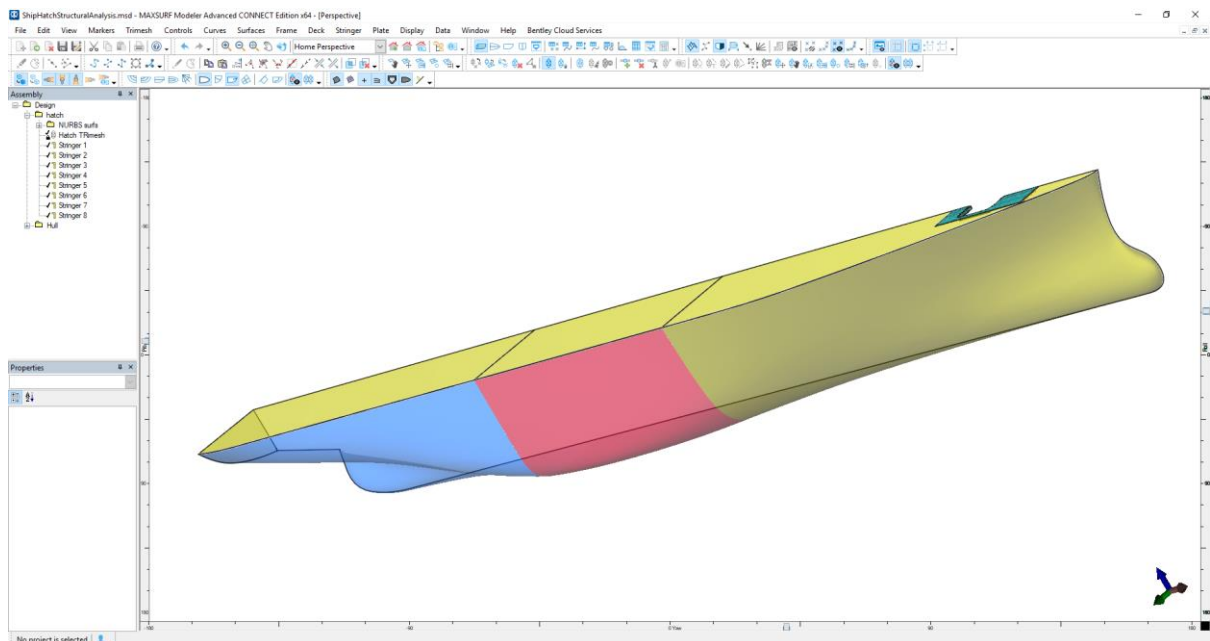 ShipHatchStructuralAnalysis.msd - MAXSURF Modeler Advanced CONNECT Edition x64 - [Perspective]
File Edit View Markers Trimesh Controls Curves Surfaces Frame Deck Stringer Plate Display Data Window Help Bentley Cloud Services
Home Perspective
Assembly
Design
hatch
NURBS surfs
Hatch TRmesh
Stringer 1
Stringer 2
Stringer 3
Stringer 4
Stringer 5
Stringer 6
Stringer 7
Stringer 8
Hull
Properties
No project is selected